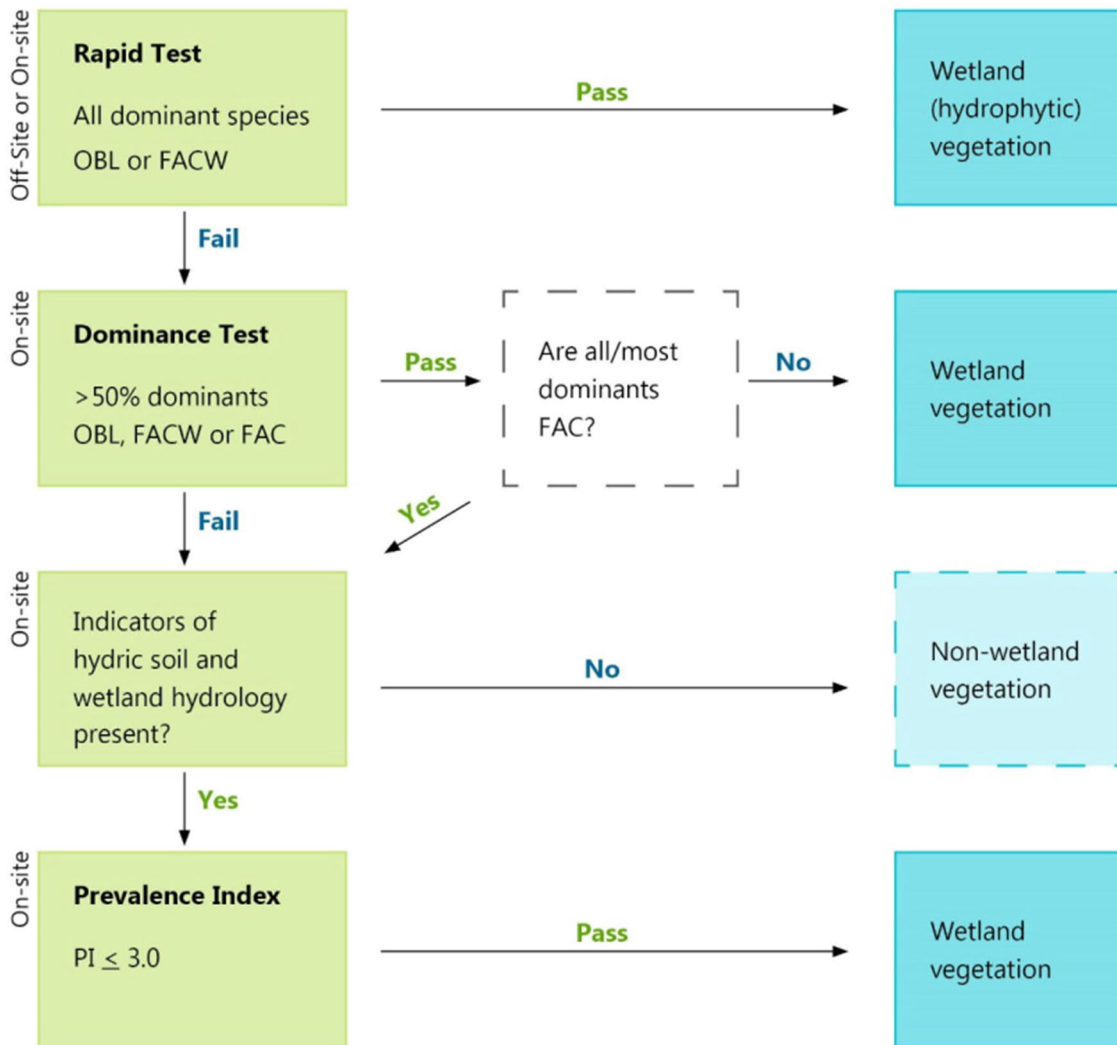 Off-Site or On-site
Rapid Test
All dominant species
OBL or FACW
Pass
Wetland
(hydrophytic)
vegetation
Fail
On-site
Dominance Test
>50% dominants
OBL, FACW or FAC
Pass
Are all/most
dominants
FAC?
No
Wetland
vegetation
Fail
Yes
On-site
Indicators of
hydric soil and
wetland hydrology
present?
No
Non-wetland
vegetation
Yes
On-site
Prevalence Index
PI ≤ 3.0
Pass
Wetland
vegetation